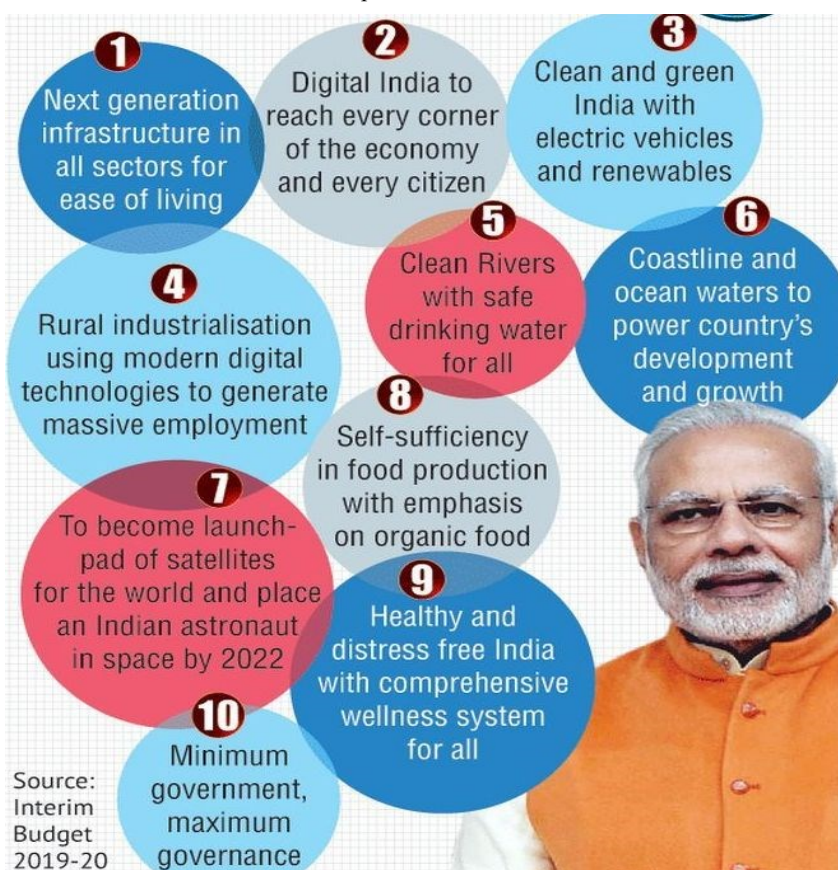 1
Next generation
infrastructure in
all sectors for
ease of living
2
Digital India to
reach every corner
of the economy
and every citizen
3
Clean and green
India with
electric vehicles
and renewables
4
Rural industrialisation
using modern digital
technologies to generate
massive employment
5
Clean Rivers
with safe
drinking water
for all
6
Coastline and
ocean waters to
power country's
development
and growth
7
To become launch-
pad of satellites
for the world and place
an Indian astronaut
in space by 2022
8
Self-sufficiency
in food production
with emphasis
on organic food
9
Healthy and
distress free India
with comprehensive
wellness system
for all
10
Minimum
government,
maximum
governance
Source:
Interim
Budget
2019-20